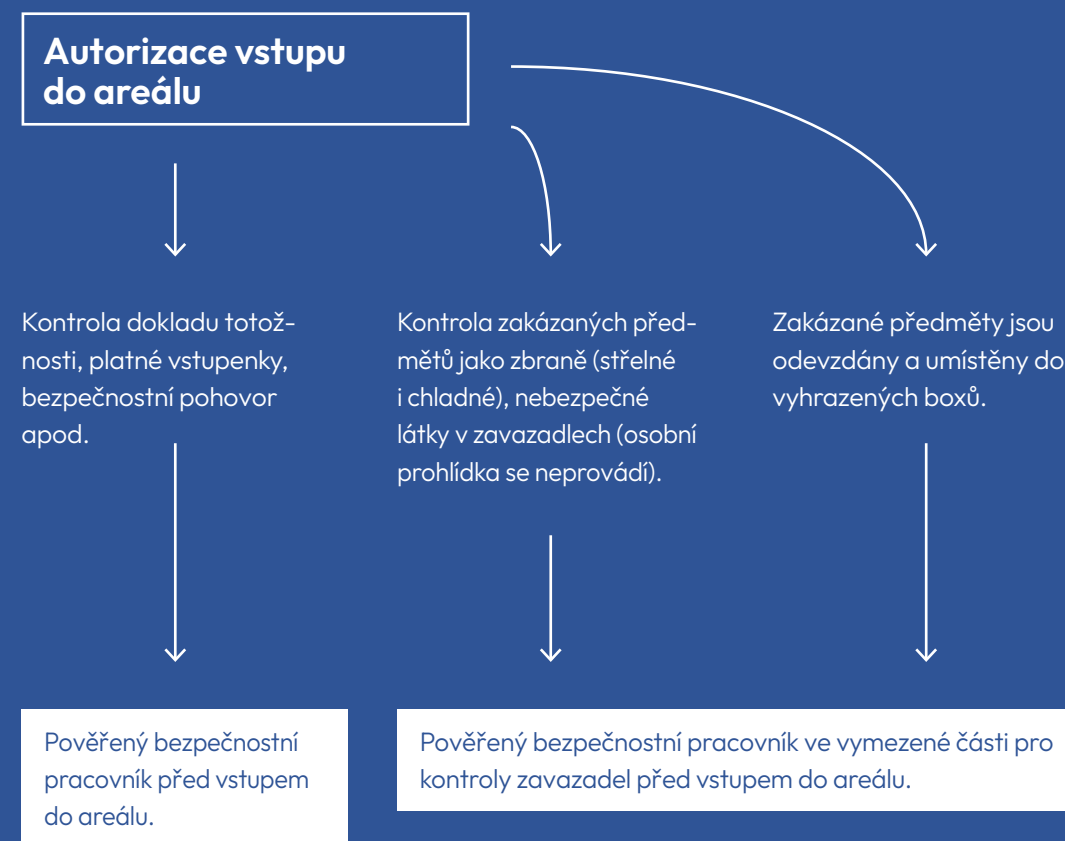 Autorizace vstupu
do areálu
Kontrola dokladu totož-
nosti, platné vstupenky,
bezpečnostní pohovor
apod.
Kontrola zakázaných před-
mětů jako zbraně (střelné
i chladné), nebezpečné
látky v zavazadlech (osobní
prohlídka se neprovádí).
Zakázané předměty jsou
odevzdány a umístěny do
vyhrazených boxů.
Pověřený bezpečnostní
pracovník před vstupem
do areálu.
Pověřený bezpečnostní pracovník ve vymezené části pro
kontroly zavazadel před vstupem do areálu.